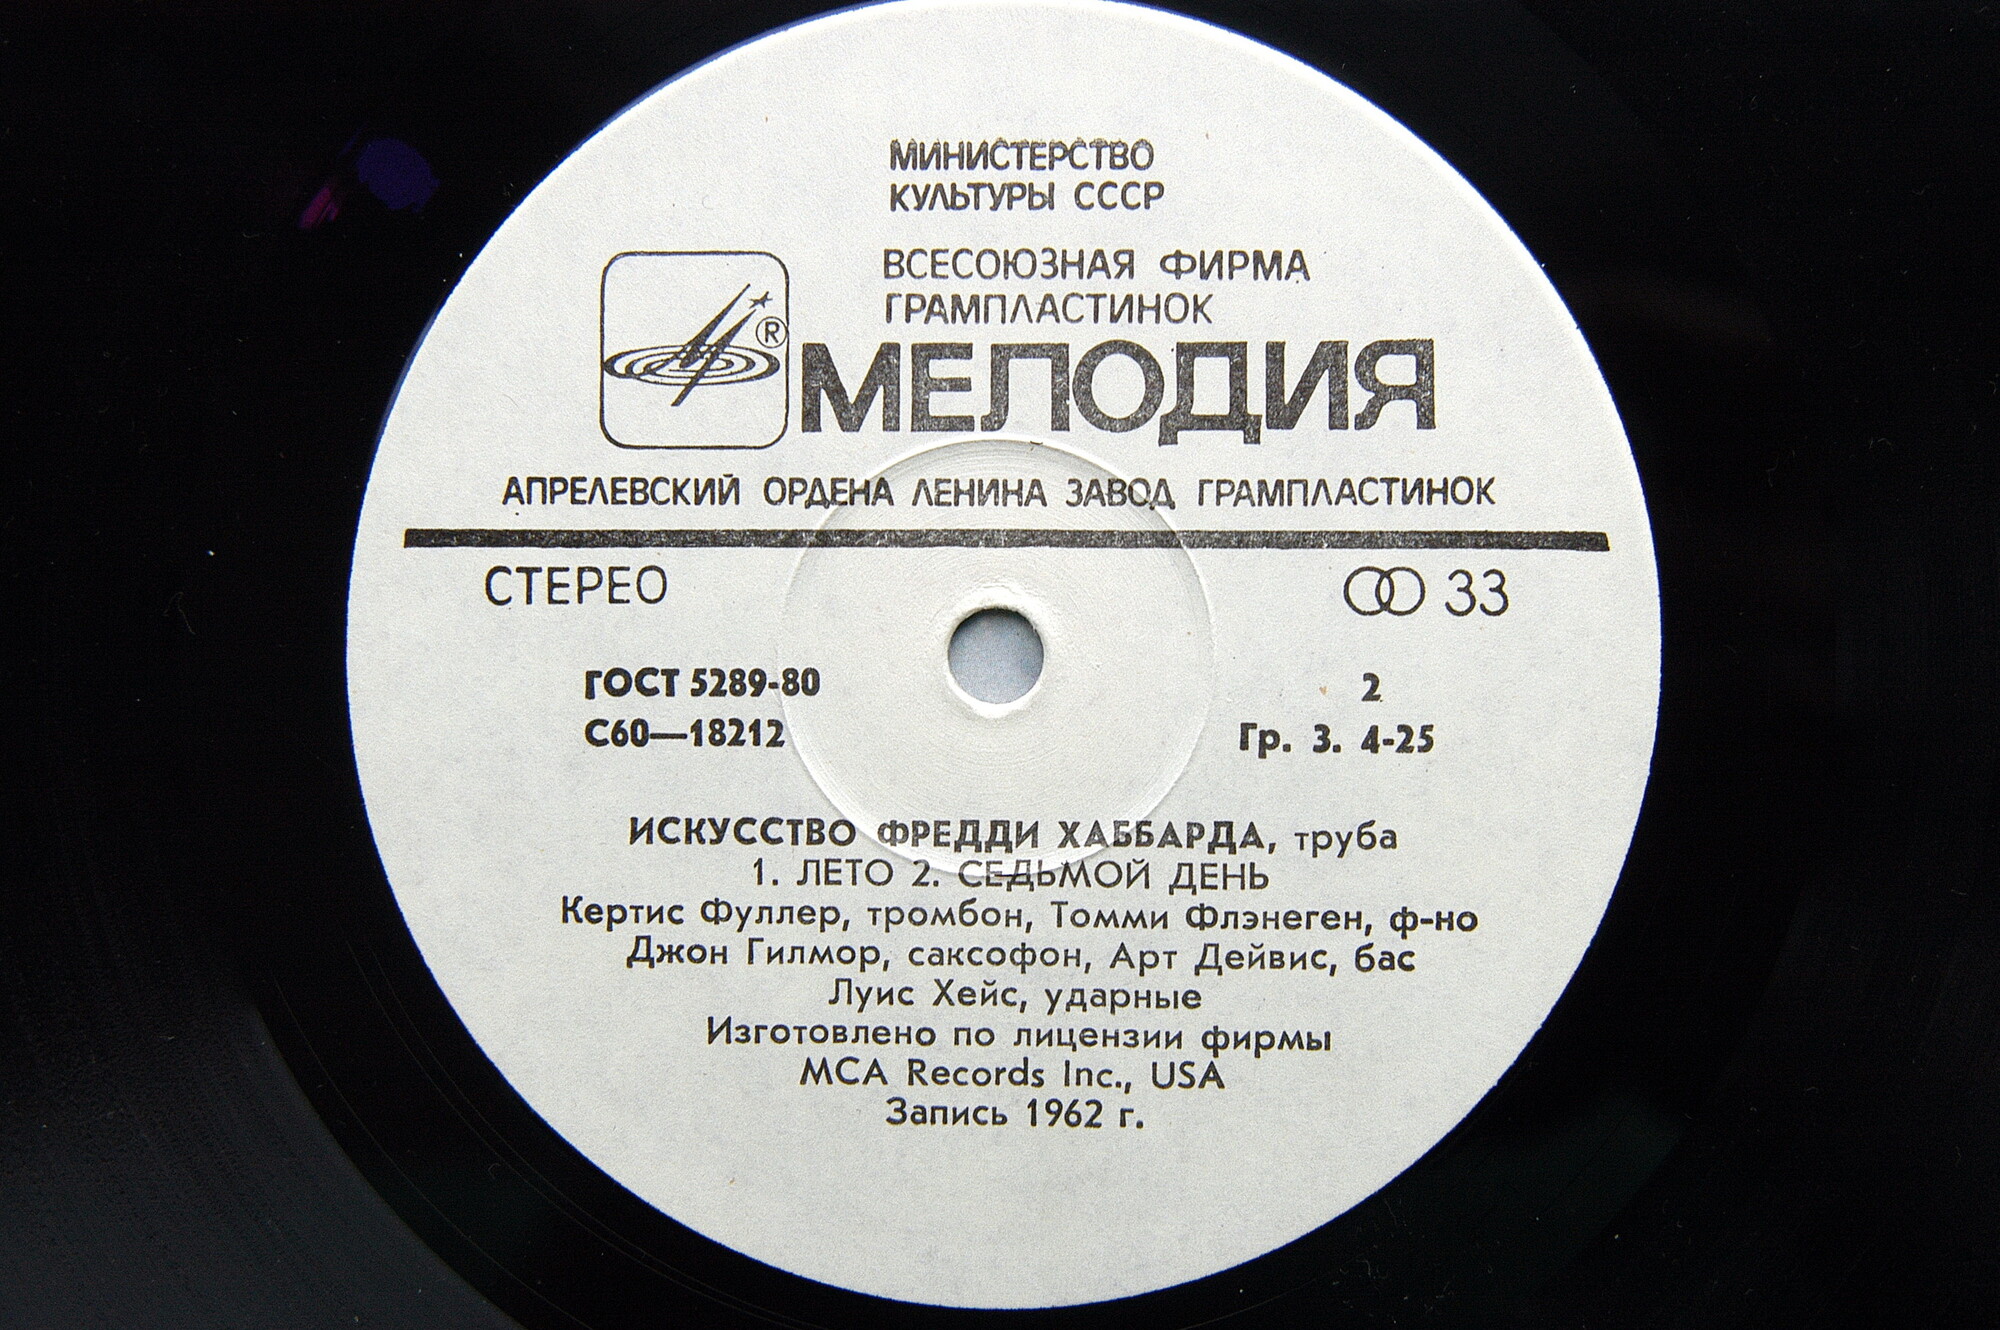 МИНИСТЕРСТВО
КУЛЬТУРЫ СССР
ВСЕСОЮЗНАЯ ФИРМА
ГРАМПЛАСТИНОК
®
МЕЛОДИЯ
АПРЕЛЕВСКИЙ ОРДЕНА ЛЕНИНА ЗАВОД ГРАМПЛАСТИНОК
СТЕРЕО 33
ГОСТ 5289-80 2
С60—18212 Гр. 3. 4-25
ИСКУССТВО ФРЕДДИ ХАББАРДА, труба
1. ЛЕТО 2. СЕДЬМОЙ ДЕНЬ
Кертис Фуллер, тромбон, Томми Флэнеген, ф-но
Джон Гилмор, саксофон, Арт Дейвис, бас
Луис Хейс, ударные
Изготовлено по лицензии фирмы
MCA Records Inc., USA
Запись 1962 г.